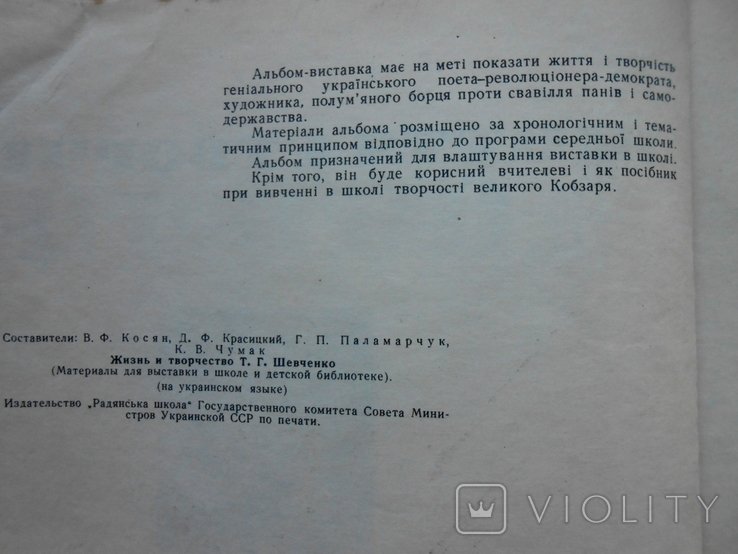 Альбом-виставка має на меті показати життя і творчість
геніального українського поета—революціонера-демократа,
художника, полум'яного борця проти свавілля панів і само-
державства.
Матеріали альбома розміщено за хронологічним і тема-
тичним принципом відповідно до програми середньої школи.
Альбом призначений для влаштування виставки в школі.
Крім того, він буде корисний вчителеві і як посібник
при вивченні в школі творчості великого Кобзаря.
Составители: В. Ф. Косян, Д. Ф. Красицкий, Г. П. Паламарчук,
К. В. Чумак
Жизнь и творчество Т. Г. Шевченко
(Материалы для выставки в школе и детской библиотеке).
(на украинском языке)
Издательство „Радянська школа" Государственного комитета Совета Мини-
стров Украинской ССР по печати.
VIOLITY